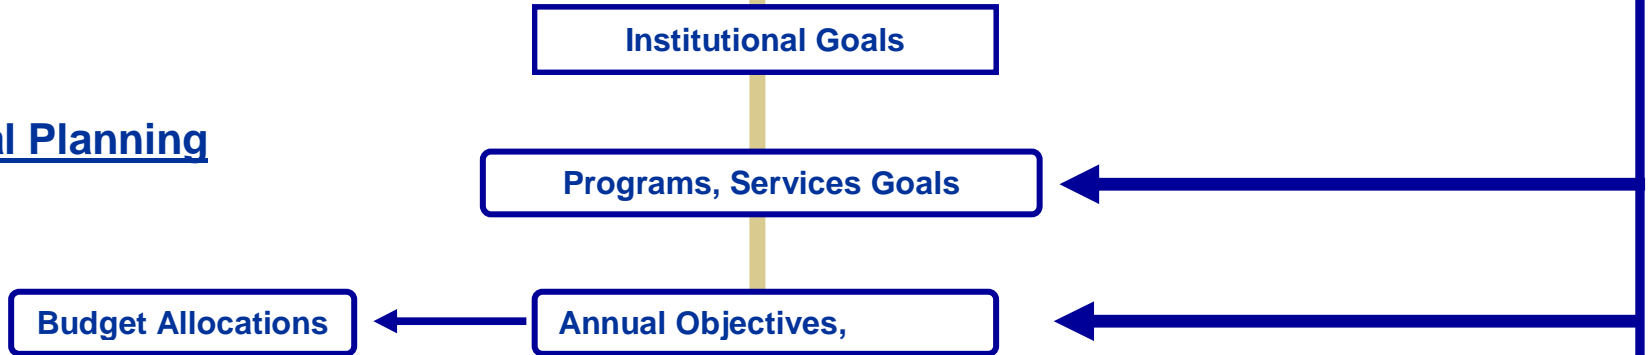 Institutional Goals
al Planning
Programs, Services Goals
Budget Allocations
Annual Objectives,